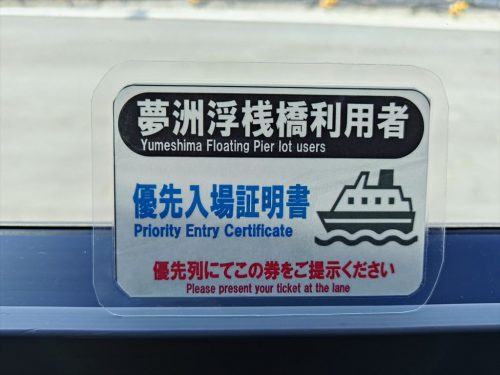 夢洲浮桟橋利用者
Yumeshima Floating Pier lot users
優先入場証明書
Priority Entry Certificate
優先列にてこの券をご提示ください
Please present your ticket at the lane